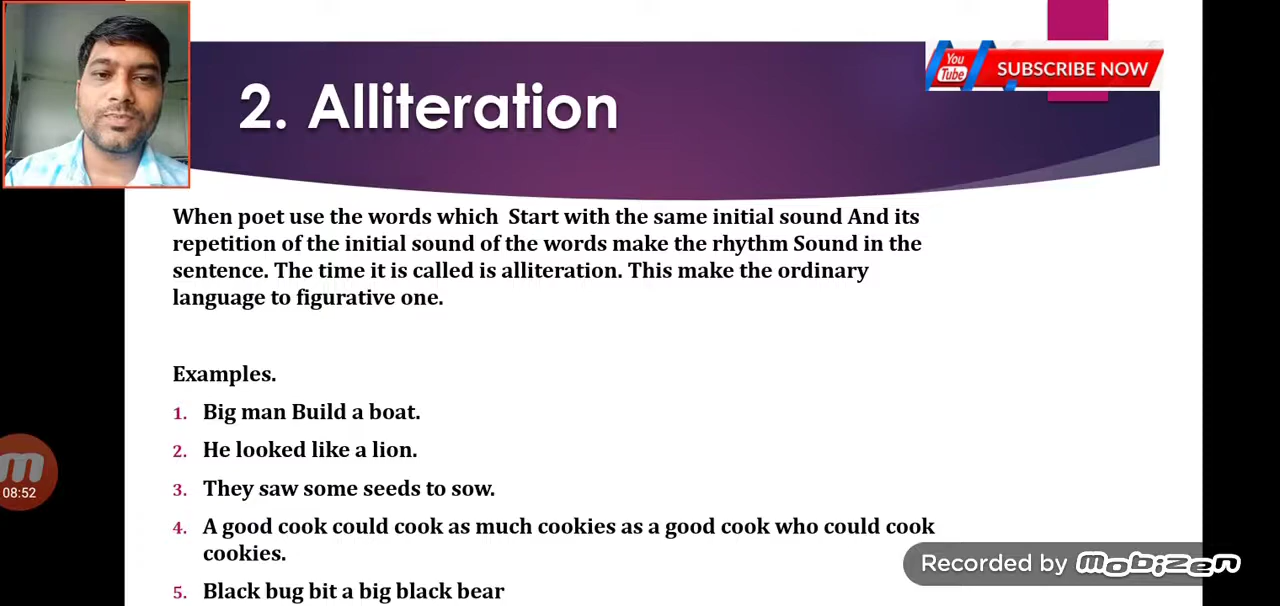 You
Tube
SUBSCRIBE NOW
2. Alliteration
When poet use the words which Start with the same initial sound And its
repetition of the initial sound of the words make the rhythm Sound in the
sentence. The time it is called is alliteration. This make the ordinary
language to figurative one.
Examples.
1. Big man Build a boat.
2. He looked like a lion.
3. They saw some seeds to sow.
4. A good cook could cook as much cookies as a good cook who could cook
cookies.
5. Black bug bit a big black bear
m
08:52
Recorded by mobizen